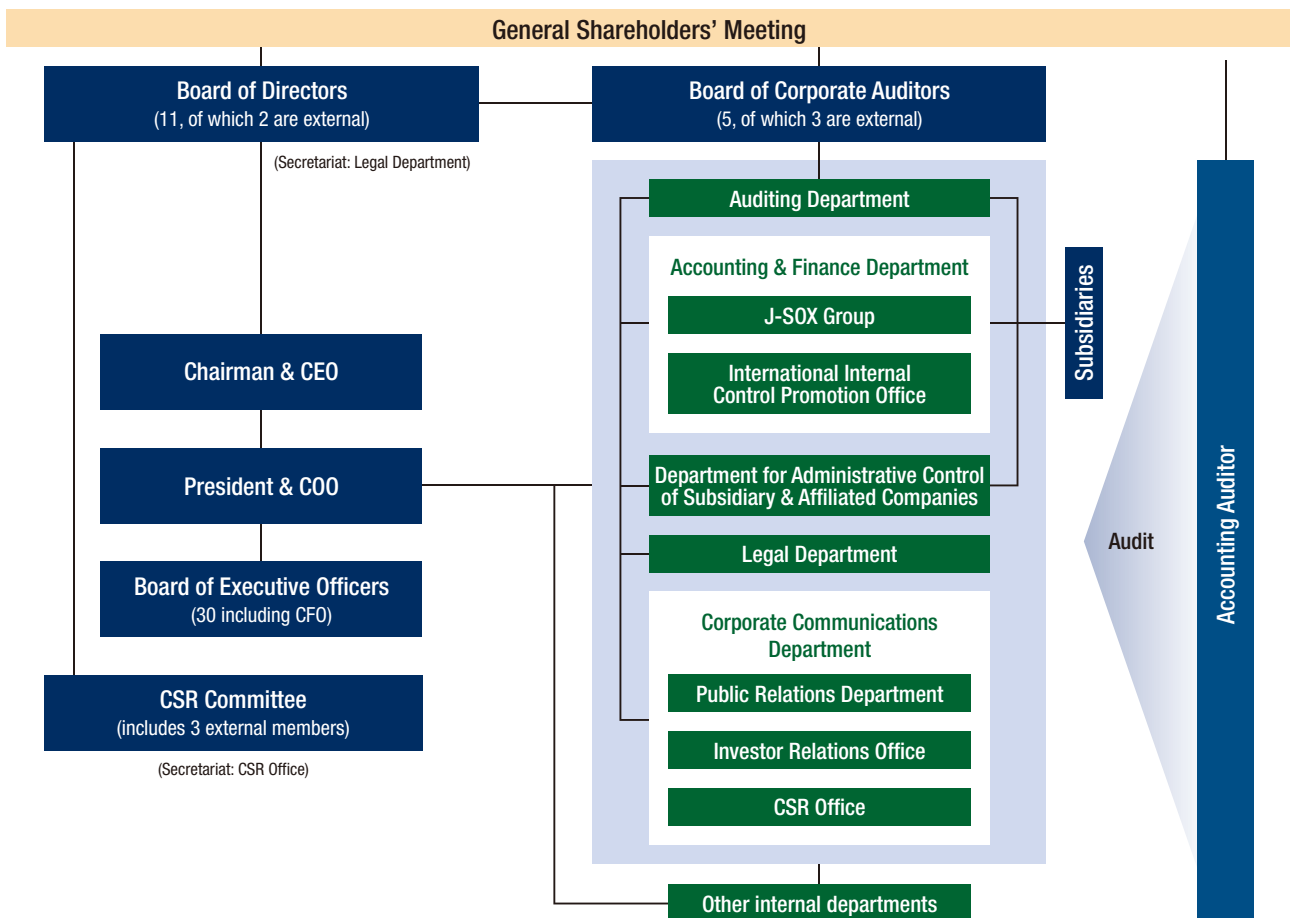 General Shareholders’ Meeting
Board of Directors
(11, of which 2 are external)
(Secretariat: Legal Department)
Board of Corporate Auditors
(5, of which 3 are external)
Chairman & CEO
President & COO
Board of Executive Officers
(30 including CFO)
CSR Committee
(includes 3 external members)
(Secretariat: CSR Office)
Auditing Department
Accounting & Finance Department
J-SOX Group
International Internal
Control Promotion Office
Department for Administrative Control
of Subsidiary & Affiliated Companies
Legal Department
Corporate Communications
Department
Public Relations Department
Investor Relations Office
CSR Office
Other internal departments
Subsidiaries
Audit
Accounting Auditor